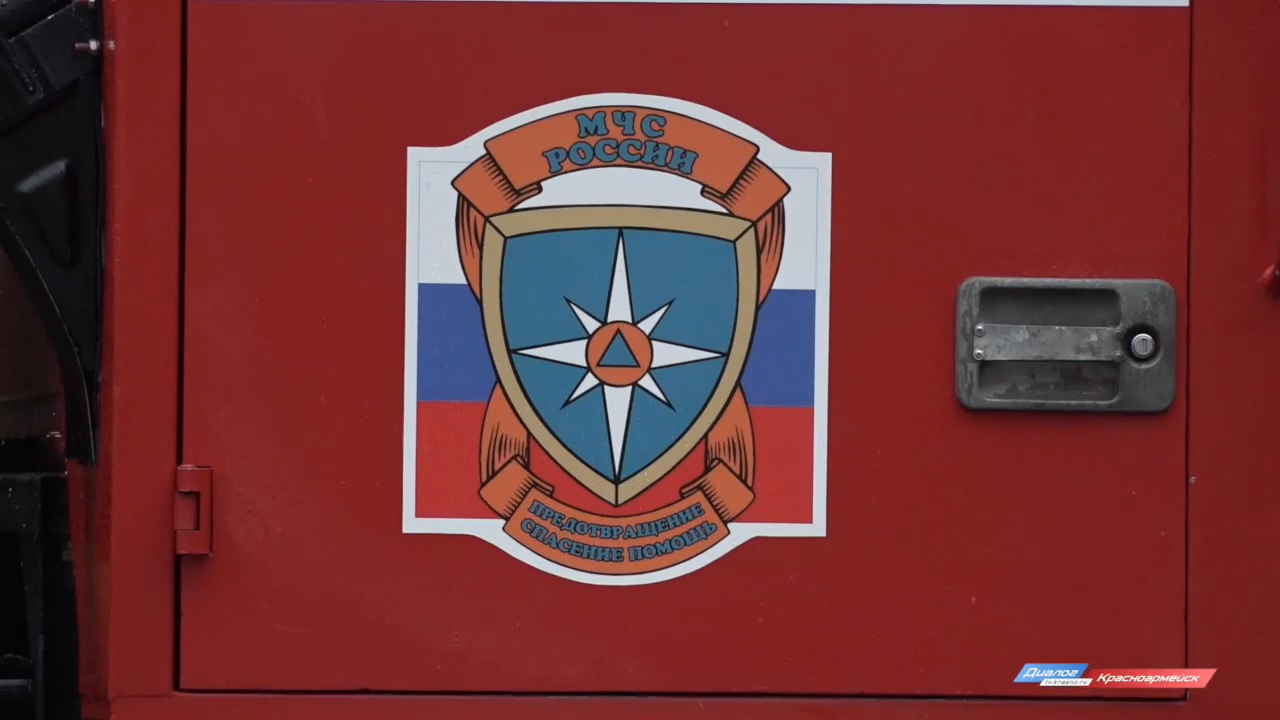 МЧС
РОССИИ
ПРЕДОТВРАЩЕНИЕ
СПАСЕНИЕ ПОМОЩЬ
Диалог
Красноармейск